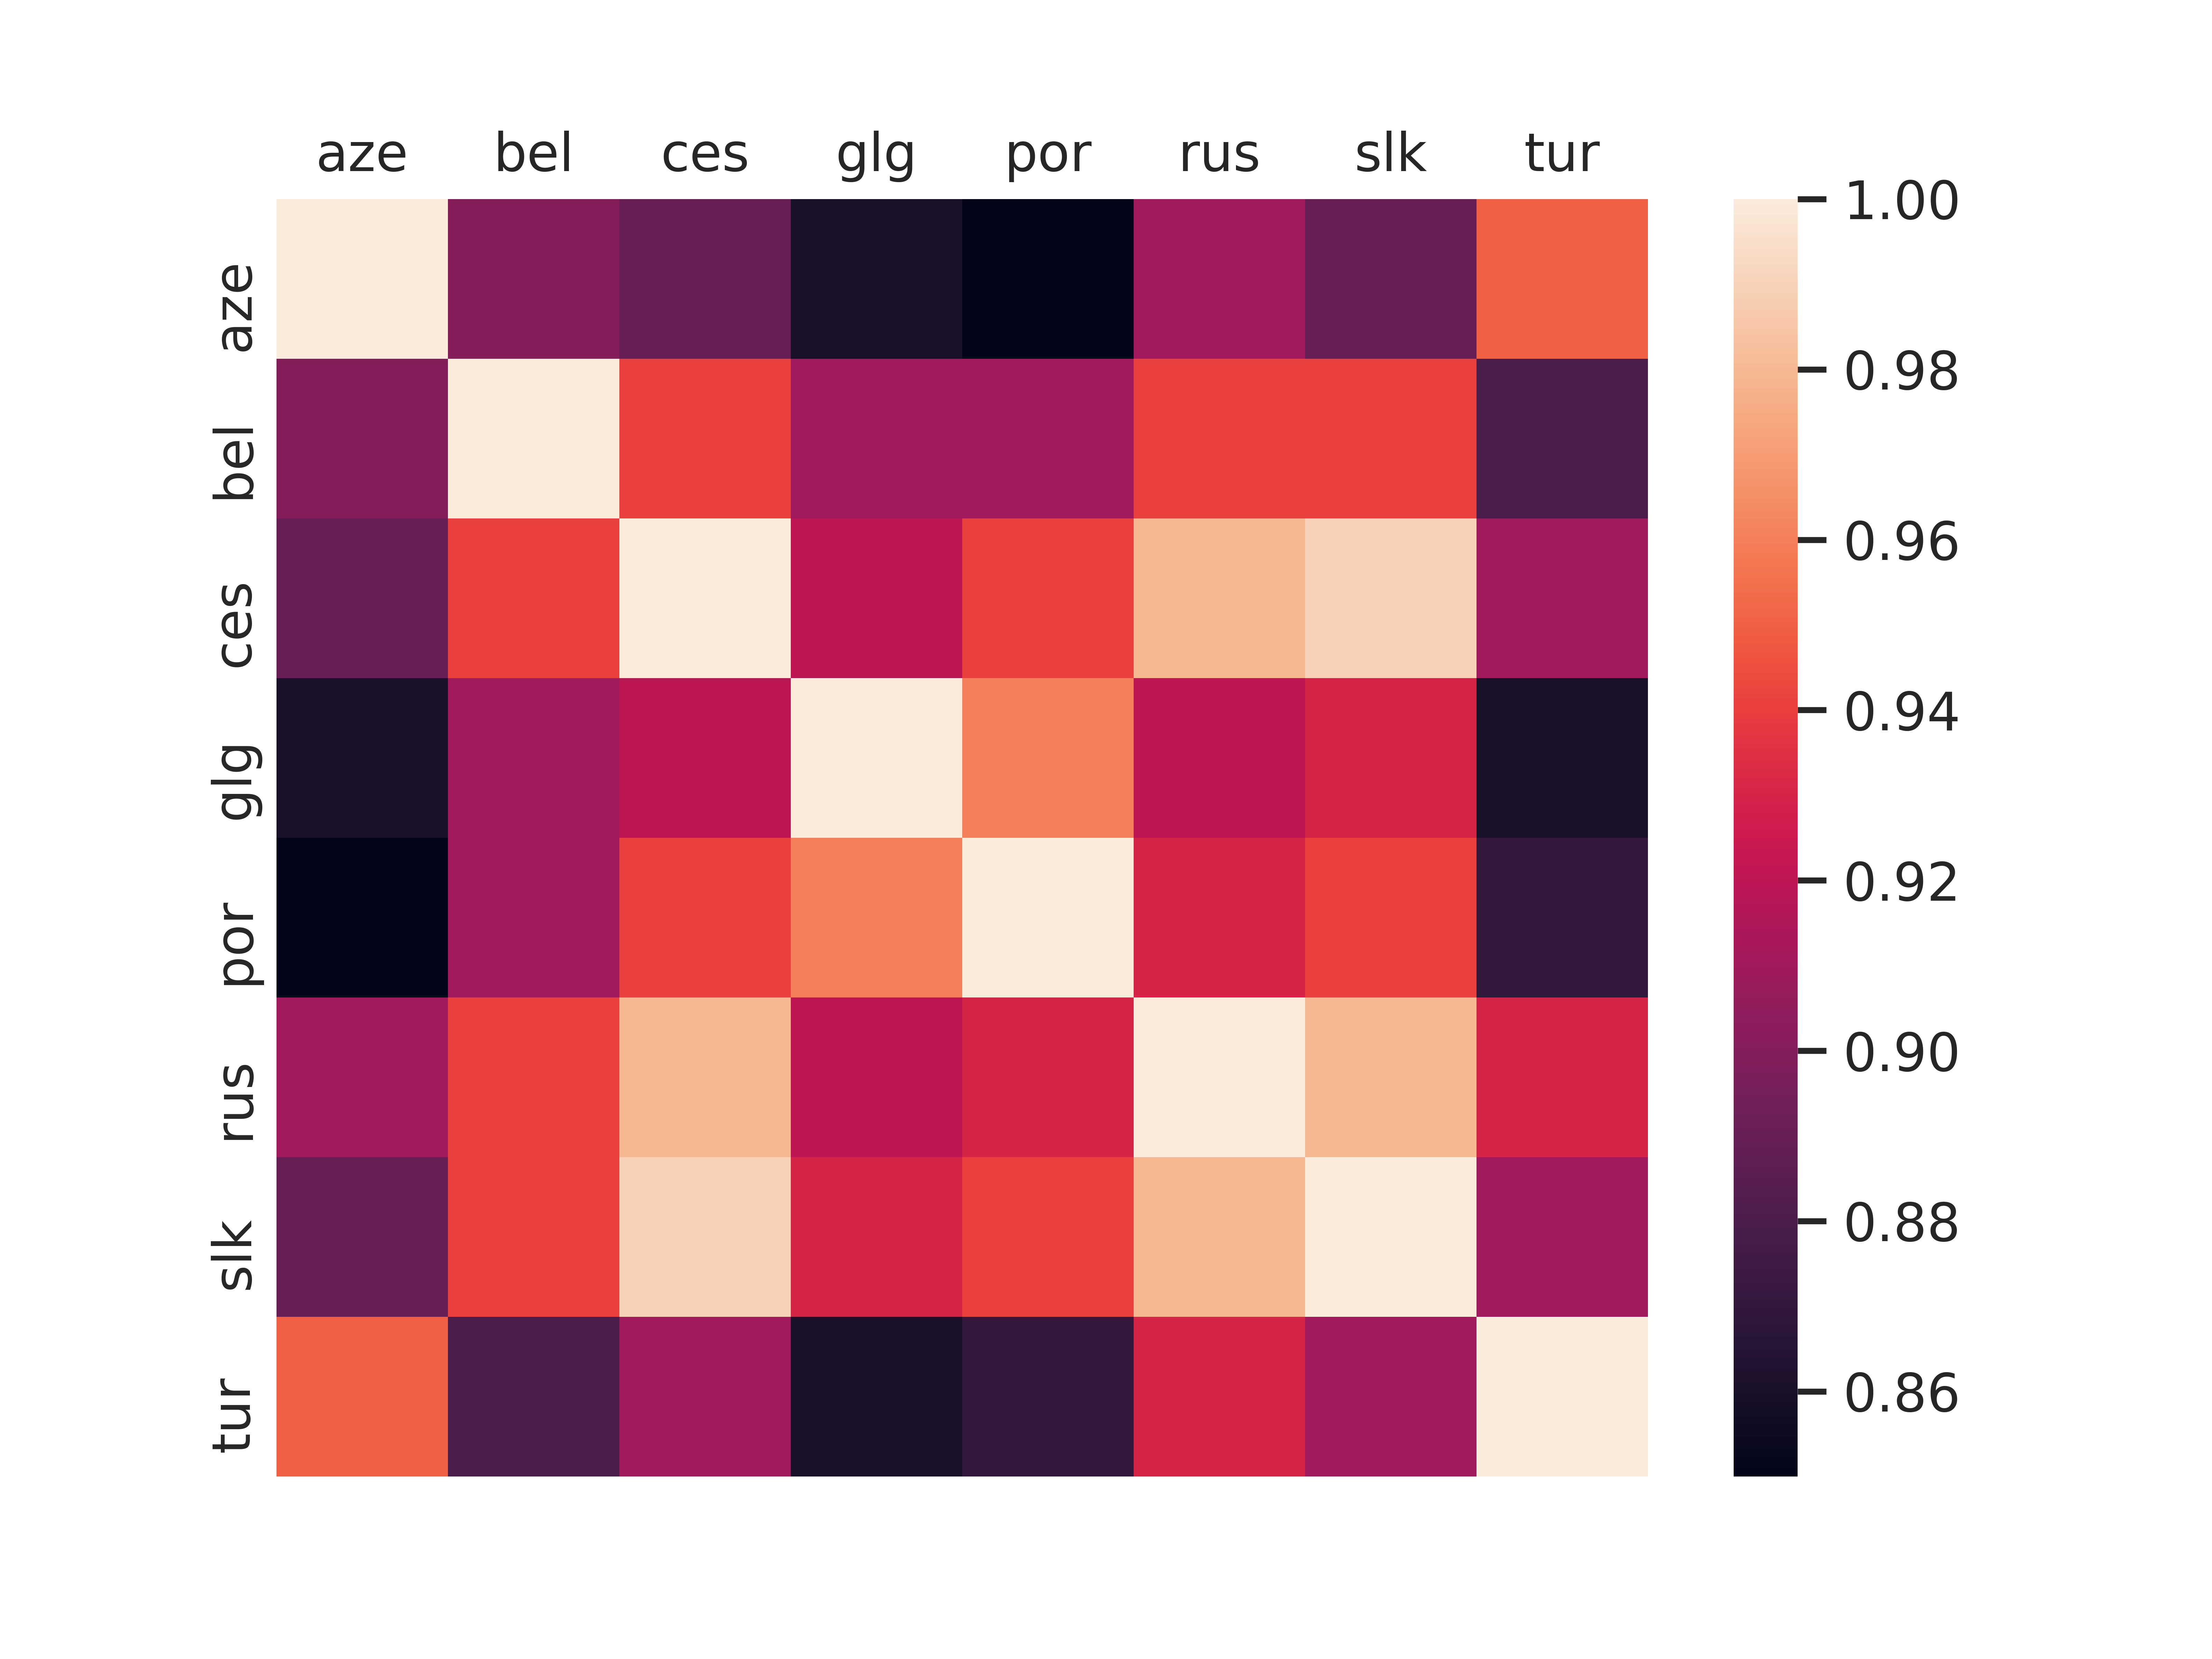 aze bel ces glg por rus slk tur
aze
bel
ces
glg
por
rus
slk
tur
1.00
0.98
0.96
0.94
0.92
0.90
0.88
0.86